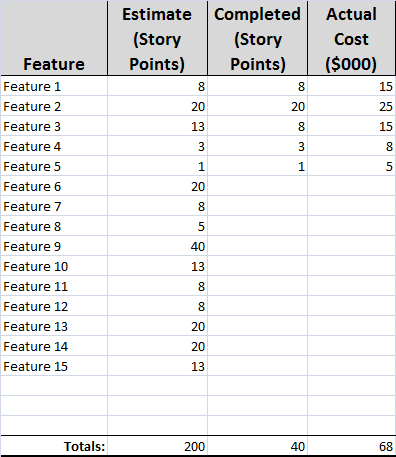 Feature Estimate (Story Points) Completed (Story Points) Actual Cost ($000)
Feature 1 8 8 15
Feature 2 20 20 25
Feature 3 13 8 15
Feature 4 3 3 8
Feature 5 1 1 5
Feature 6 20
Feature 7 8
Feature 8 5
Feature 9 40
Feature 10 13
Feature 11 8
Feature 12 8
Feature 13 20
Feature 14 20
Feature 15 13
Totals: 200 40 68